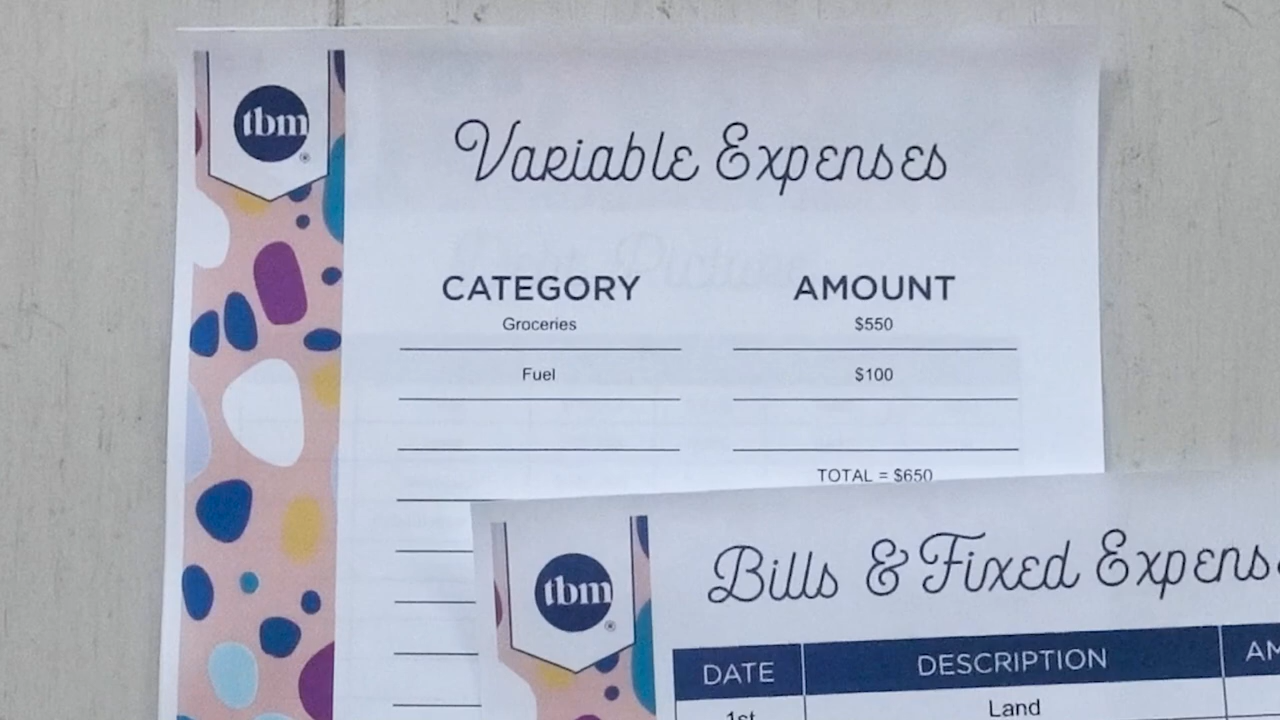 tbm
®
Variable Expenses
CATEGORY AMOUNT
Groceries $550
Fuel $100
TOTAL = $650
tbm
®
Bills & Fixed Expens
DATE DESCRIPTION AM
1st Land